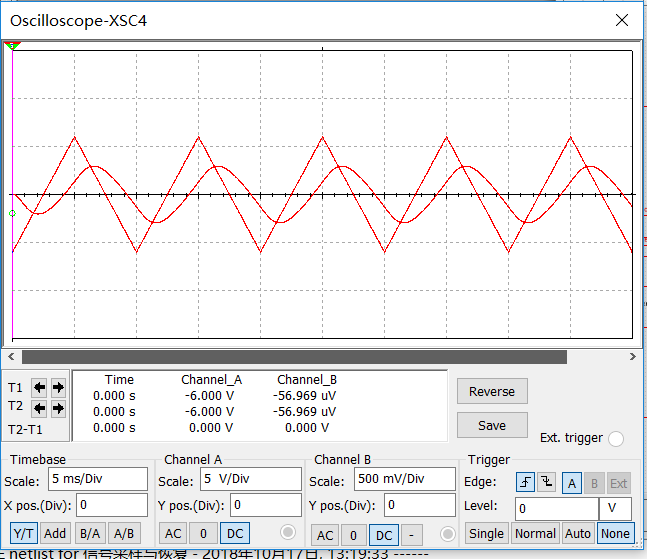 Oscilloscope-XSC4
Time Channel_A Channel_B
T1 0.000 s -6.000 V -56.969 uV
T2 0.000 s -6.000 V -56.969 uV
T2-T1 0.000 s 0.000 V 0.000 V
Reverse
Save
Ext. trigger
Timebase
Scale: 5 ms/Div
X pos.(Div): 0
Y/T Add B/A A/B
Channel A
Scale: 5 V/Div
Y pos.(Div): 0
AC 0 DC
Channel B
Scale: 500 mV/Div
Y pos.(Div): 0
AC 0 DC -
Trigger
Edge: A B Ext
Level: 0 V
Single Normal Auto None
netlist for 信号采样与恢复 - 2018年10月17日, 13:19:33 ------